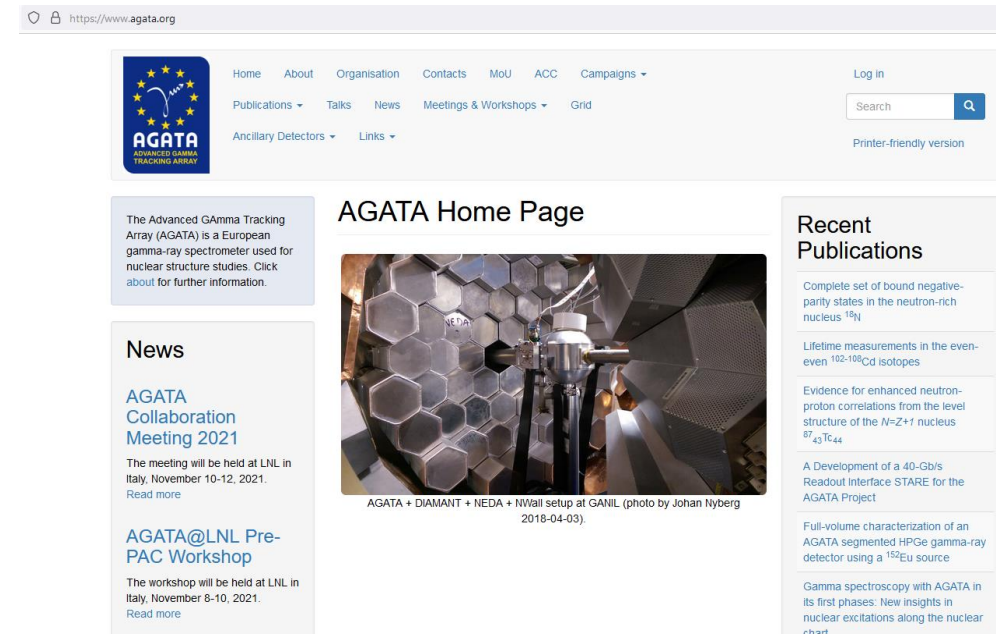 https://www.agata.org
AGATA
ADVANCED GAMMA
TRACKING ARRAY
Home About Organisation Contacts MoU ACC Campaigns
Publications Talks News Meetings & Workshops Grid
Ancillary Detectors Links
Log in
Search
Printer-friendly version
The Advanced GAmma Tracking
Array (AGATA) is a European
gamma-ray spectrometer used for
nuclear structure studies. Click
about for further information.
News
AGATA
Collaboration
Meeting 2021
The meeting will be held at LNL in
Italy, November 10-12, 2021.
Read more
AGATA@LNL Pre-
PAC Workshop
The workshop will be held at LNL in
Italy, November 8-10, 2021.
Read more
AGATA Home Page
NEDA
AGATA + DIAMANT + NEDA + NWall setup at GANIL (photo by Johan Nyberg
2018-04-03).
Recent
Publications
Complete set of bound negative-
parity states in the neutron-rich
nucleus ¹⁸N
Lifetime measurements in the even-
even ¹⁰²⁻¹⁰⁸Cd isotopes
Evidence for enhanced neutron-
proton correlations from the level
structure of the N=Z+1 nucleus
⁸⁷₄₃Tc₄₄
A Development of a 40-Gb/s
Readout Interface STARE for the
AGATA Project
Full-volume characterization of an
AGATA segmented HPGe gamma-ray
detector using a ¹⁵²Eu source
Gamma spectroscopy with AGATA in
its first phases: New insights in
nuclear excitations along the nuclear
chart